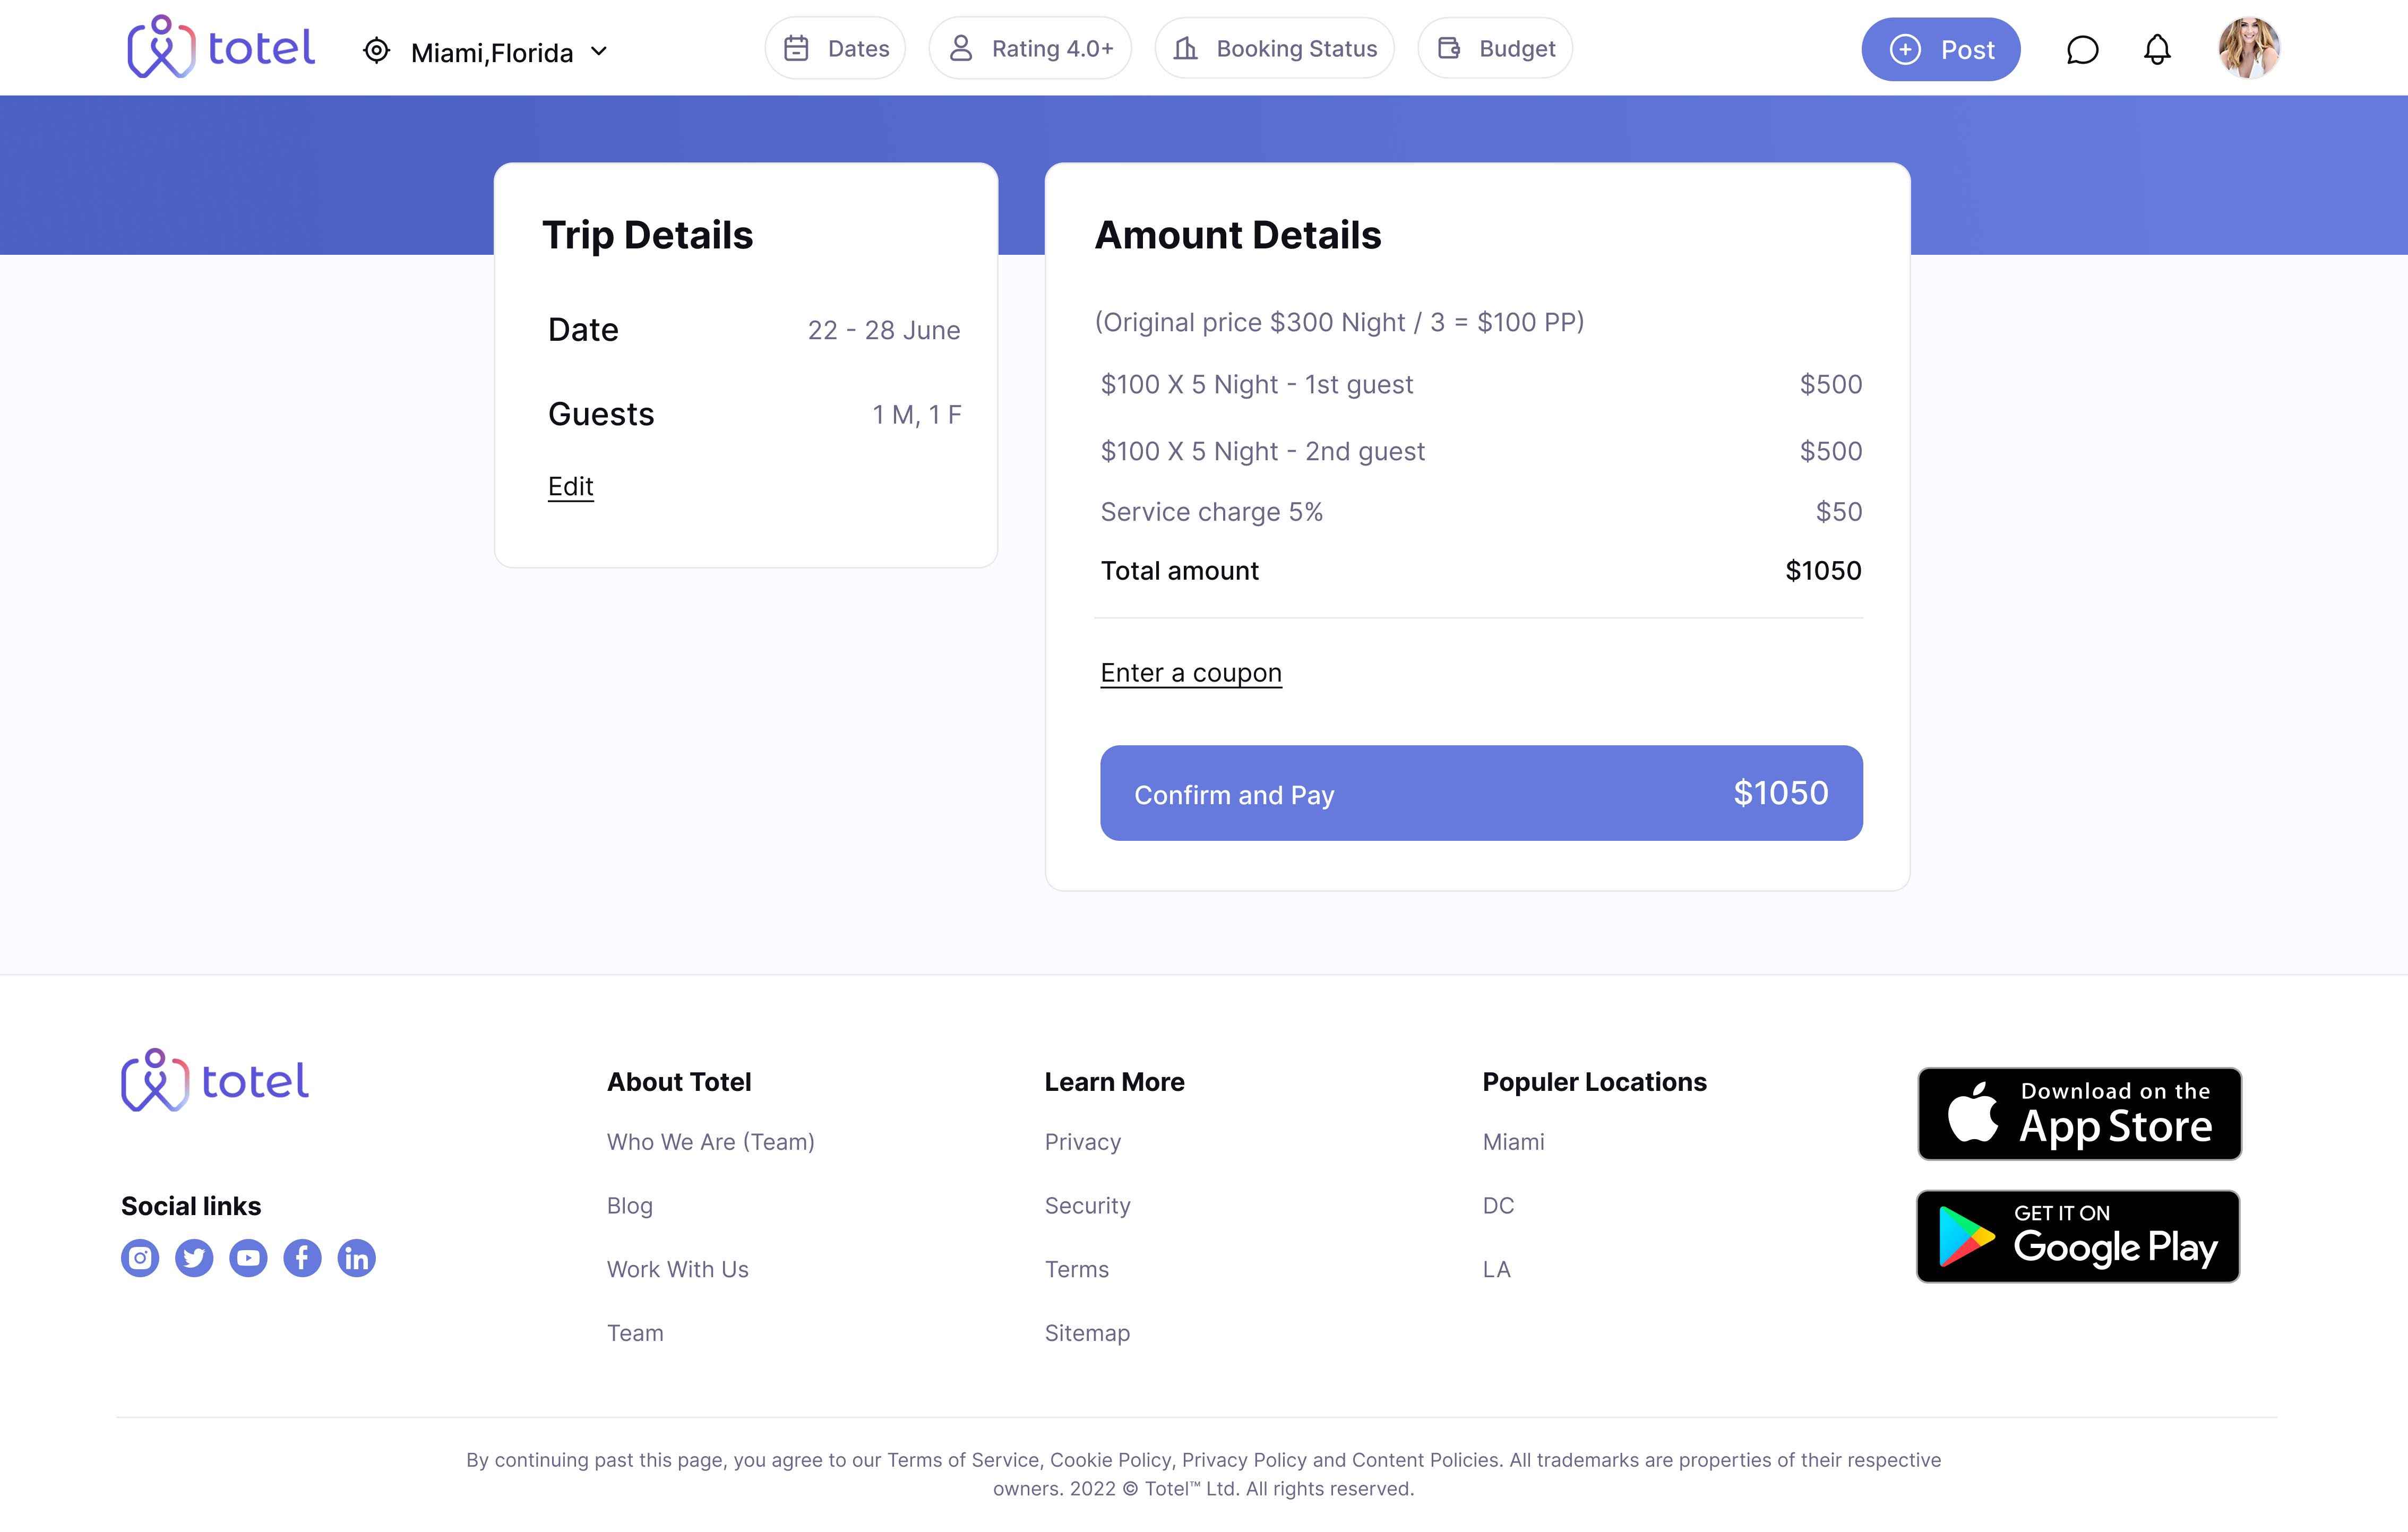 totel
Miami,Florida
Dates
Rating 4.0+
Booking Status
Budget
Post
Trip Details
Date 22 - 28 June
Guests 1 M, 1 F
Edit
Amount Details
(Original price $300 Night / 3 = $100 PP)
$100 X 5 Night - 1st guest $500
$100 X 5 Night - 2nd guest $500
Service charge 5% $50
Total amount $1050
Enter a coupon
Confirm and Pay $1050
totel
Social links
About Totel
Who We Are (Team)
Blog
Work With Us
Team
Learn More
Privacy
Security
Terms
Sitemap
Populer Locations
Miami
DC
LA
Download on the
App Store
GET IT ON
Google Play
By continuing past this page, you agree to our Terms of Service, Cookie Policy, Privacy Policy and Content Policies. All trademarks are properties of their respective
owners. 2022 © Totel™ Ltd. All rights reserved.